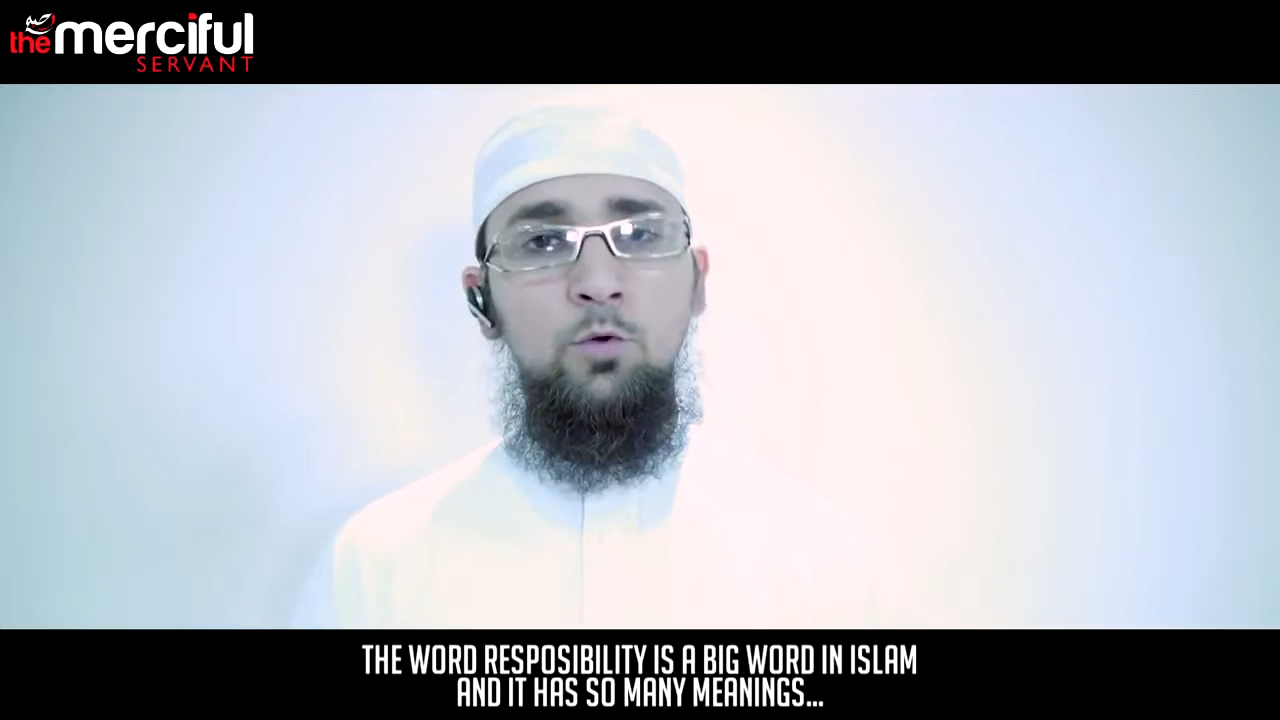 the merciful
SERVANT
THE WORD RESPOSIBILITY IS A BIG WORD IN ISLAM
AND IT HAS SO MANY MEANINGS...